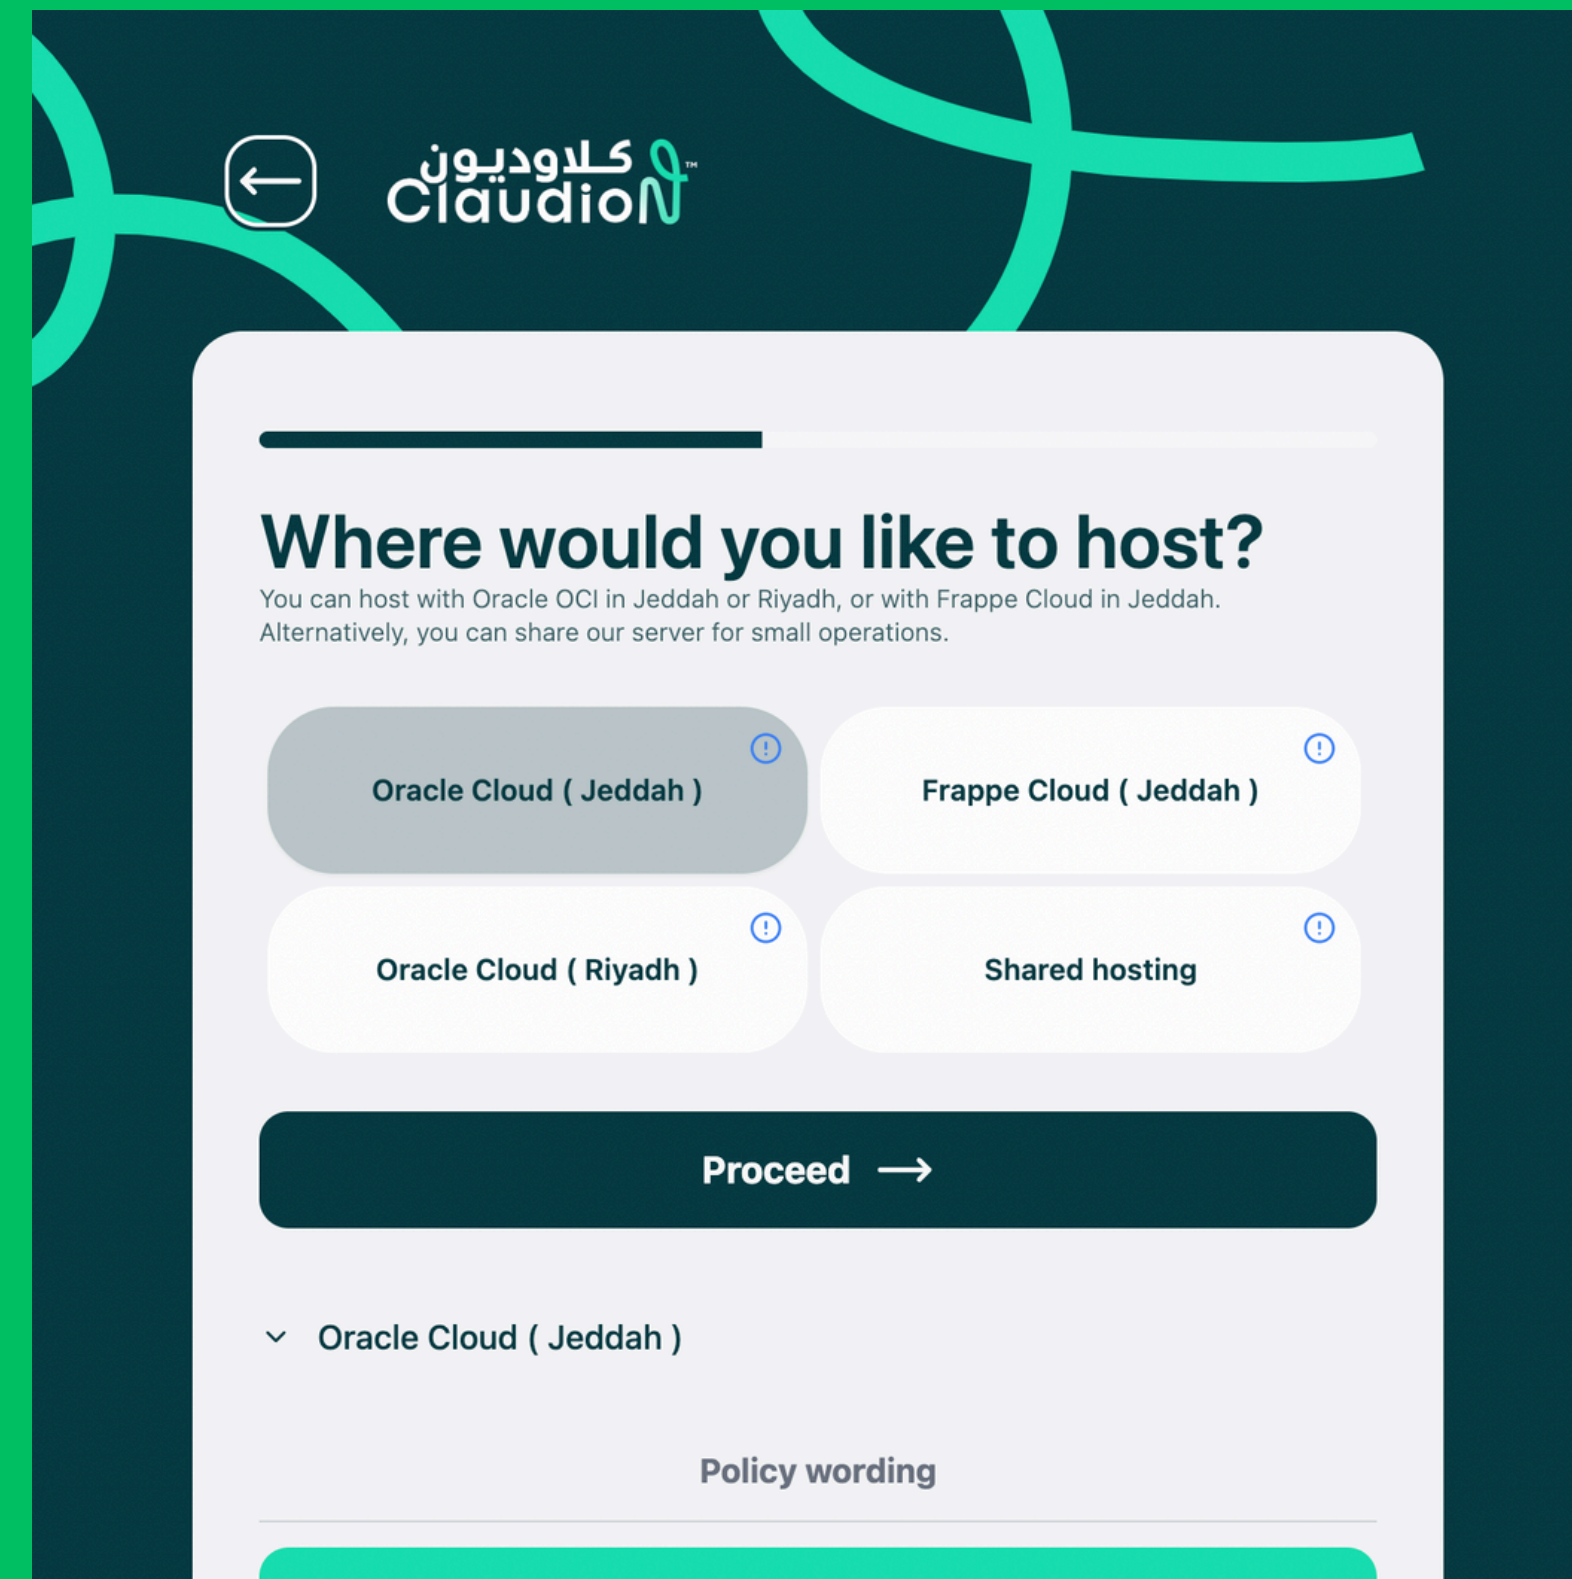 كلاوديون
ClaudioN™
Where would you like to host?
You can host with Oracle OCI in Jeddah or Riyadh, or with Frappe Cloud in Jeddah.
Alternatively, you can share our server for small operations.
Oracle Cloud ( Jeddah )
Frappe Cloud ( Jeddah )
Oracle Cloud ( Riyadh )
Shared hosting
Proceed →
Oracle Cloud ( Jeddah )
Policy wording